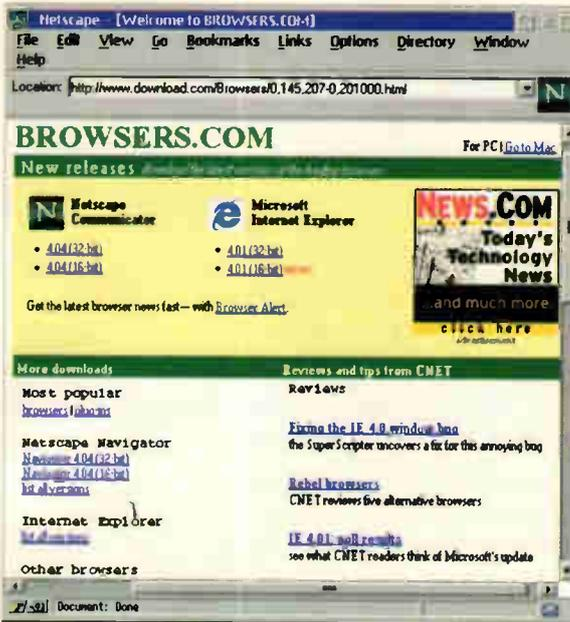 Netscape - [Welcome to BROWSERS.COM]
File Edit View Go Bookmarks Links Options Directory Window
Help
Location: http://www.download.com/Browsers/0,145,207-0,201000.html
N
BROWSERS.COM
For PC | Go to Mac
New releases
N Netscape Communicator
4.04 (32-bit)
4.04 (16-bit)
Microsoft Internet Explorer
4.01 (32-bit)
4.01 (16-bit)
Get the latest browser news fast— with Browser Alert.
NEWS.COM
Today's
Technology
News
...and much more
click here
More downloads
Most popular
browsers | plug-ins
Netscape Navigator
Navigator 4.04 (32-bit)
Navigator 4.04 (16-bit)
list all versions
Internet Explorer
Other browsers
Reviews and tips from CNET
Reviews
Fixing the IE 4.0 window bug
the SuperScripter uncovers a fix for this annoying bug
Rebel browsers
CNET reviews five alternative browsers
IE 4.01: poll results
see what CNET readers think of Microsoft's update
Document: Done